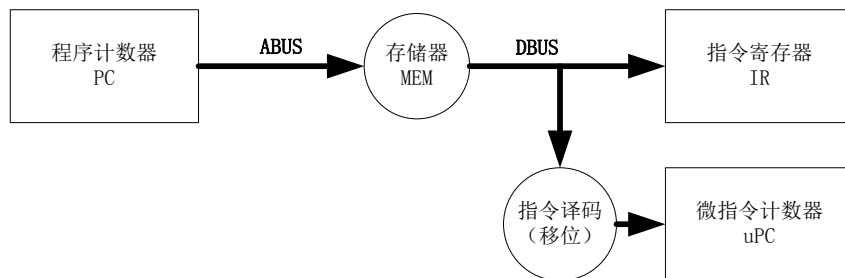 程序计数器
PC
ABUS
存储器
MEM
DBUS
指令寄存器
IR
指令译码
（移位）
微指令计数器
uPC